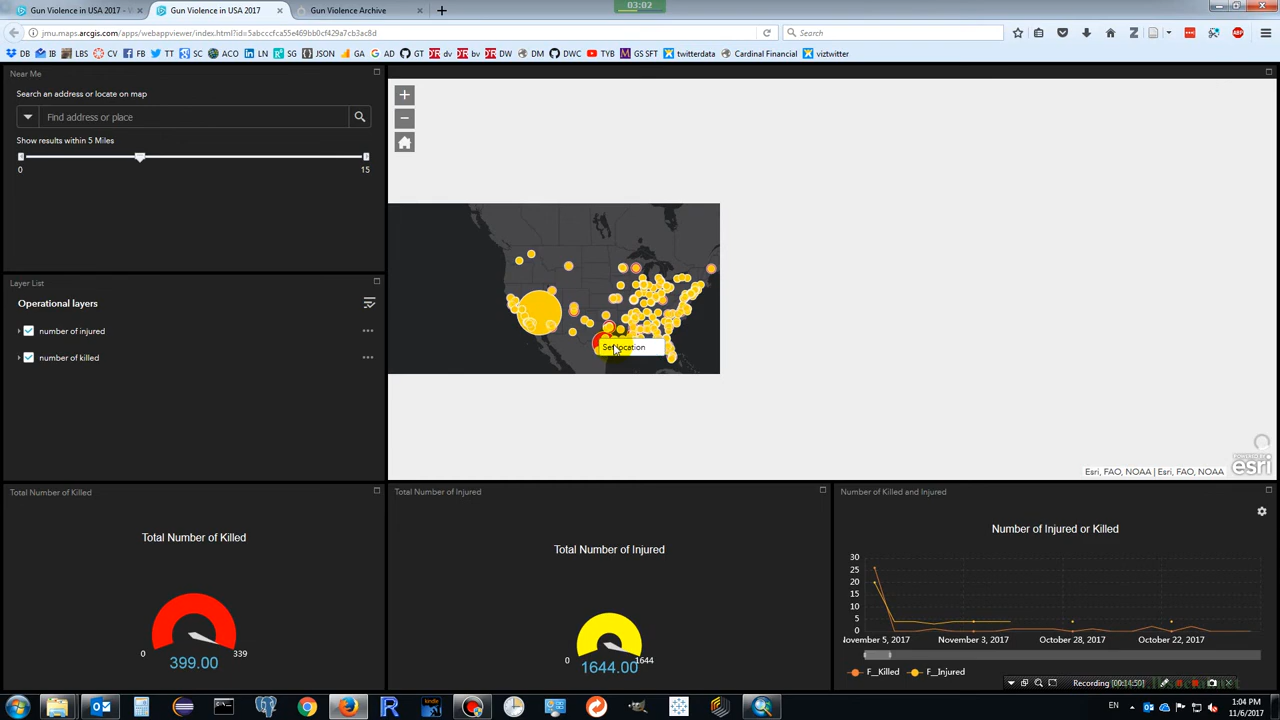 03:02
Gun Violence in USA 2017 - V
Gun Violence in USA 2017
Gun Violence Archive
jmu.maps.arcgis.com/apps/webappviewer/index.html?id=5abcccfca55e469bb0cf429a7cb3ac8d
Search
DB IB LBS CV FB TT SC JSON GA AD LN SG GT dv bv DW DM DWC TYB GS SFT twitterdata Cardinal Financial viztwitter
Near Me
Search an address or locate on map
Find address or place
Show results within 5 Miles
0 15
Layer List
Operational layers
number of injured
number of killed
Set location
Esri, FAO, NOAA | Esri, FAO, NOAA
POWERED BY
esri
Total Number of Killed
Total Number of Killed
0 339
399.00
Total Number of Injured
Total Number of Injured
0 1644
1644.00
Number of Killed and Injured
Number of Injured or Killed
30
25
20
15
10
5
0
November 5, 2017 November 3, 2017 October 28, 2017 October 22, 2017
F__Killed F__Injured
Recording [00:14:50]
EN
1:04 PM
11/6/2017